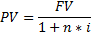 PV = FV / 1 + n * i